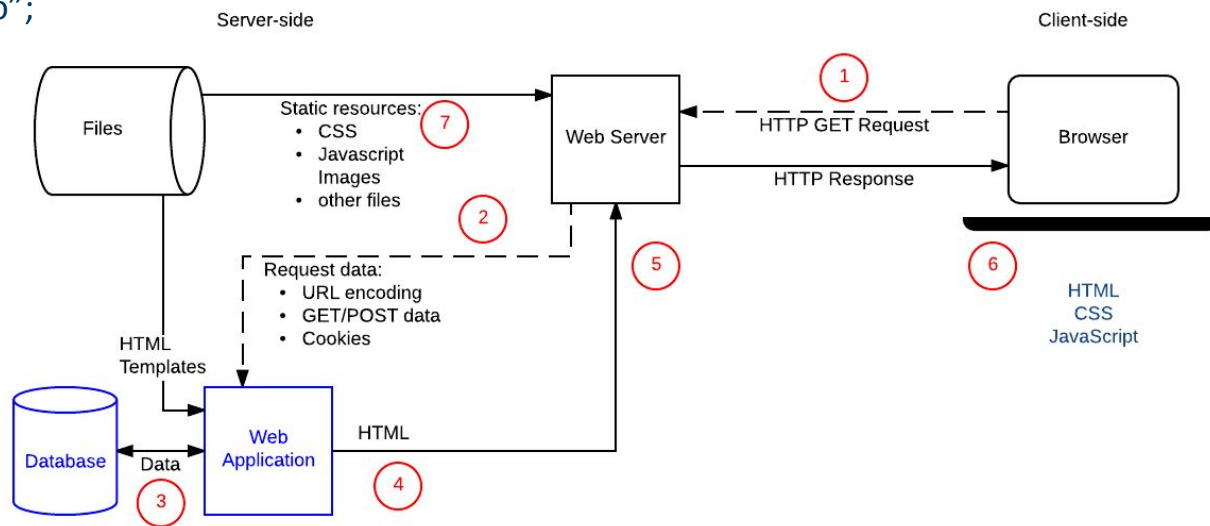 ”;
Server-side
Client-side
Files
Static resources:
• CSS
• Javascript
Images
• other files
7
Web Server
1
HTTP GET Request
HTTP Response
Browser
2
Request data:
• URL encoding
• GET/POST data
• Cookies
5
6
HTML
CSS
JavaScript
HTML
Templates
Database
Data
3
Web
Application
HTML
4